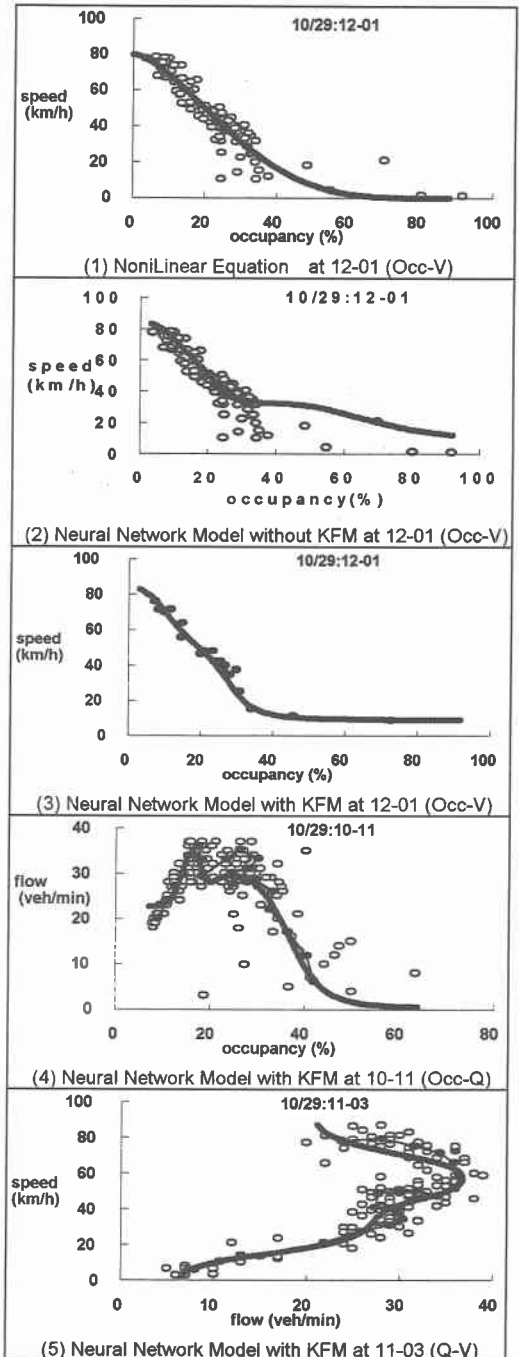 10/29:12-01
100
80
60
40
20
0
speed
(km/h)
0 20 40 60 80 100
occupancy (%)
(1) NoniLinear Equation at 12-01 (Occ-V)
10/29:12-01
100
80
60
40
20
0
speed
(km/h)
0 20 40 60 80 100
occupancy(%)
(2) Neural Network Model without KFM at 12-01 (Occ-V)
10/29:12-01
100
80
60
40
20
0
speed
(km/h)
0 20 40 60 80 100
occupancy (%)
(3) Neural Network Model with KFM at 12-01 (Occ-V)
10/29:10-11
40
30
20
10
0
flow
(veh/min)
0 20 40 60 80
occupancy (%)
(4) Neural Network Model with KFM at 10-11 (Occ-Q)
10/29:11-03
100
80
60
40
20
0
speed
(km/h)
0 10 20 30 40
flow (veh/min)
(5) Neural Network Model with KFM at 11-03 (Q-V)